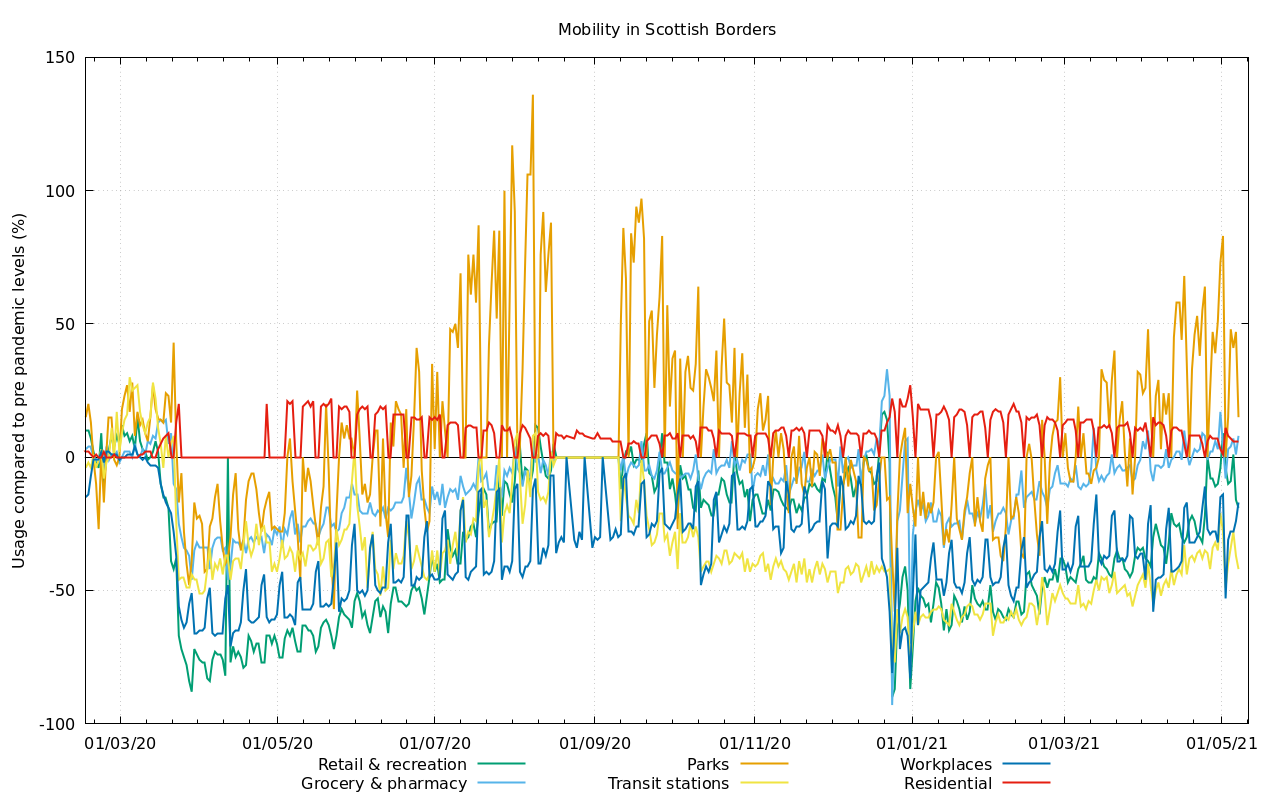 Mobility in Scottish Borders
Usage compared to pre pandemic levels (%)
150
100
50
0
-50
-100
01/03/20 01/05/20 01/07/20 01/09/20 01/11/20 01/01/21 01/03/21 01/05/21
Retail & recreation Parks Workplaces
Grocery & pharmacy Transit stations Residential